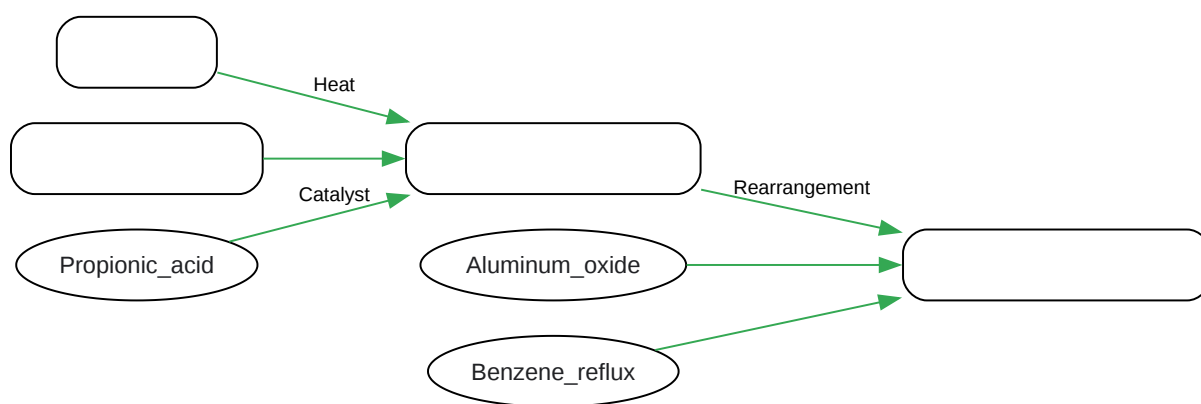 Heat
Catalyst
Propionic_acid
Rearrangement
Aluminum_oxide
Benzene_reflux